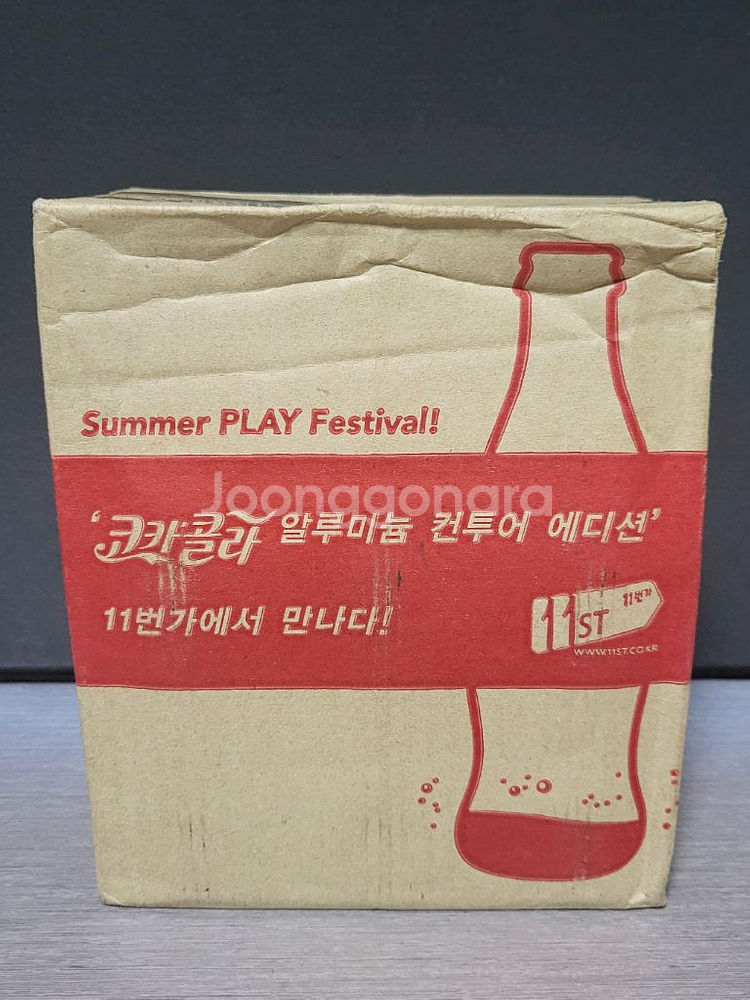 Summer PLAY Festival!
Joonggonara
'코카콜라 알루미늄 컨투어 에디션'
11번가에서 만나다!
11ST 11번가
WWW.11ST.CO.KR